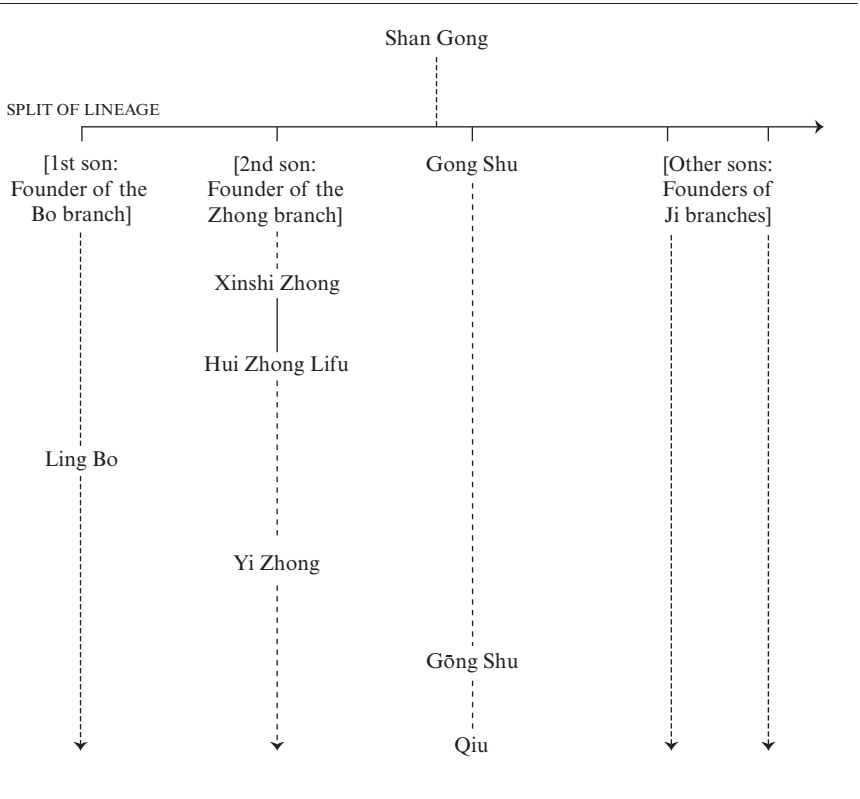 Shan Gong
SPLIT OF LINEAGE
[1st son:
Founder of the
Bo branch]
[2nd son:
Founder of the
Zhong branch]
Gong Shu
[Other sons:
Founders of
Ji branches]
Xinshi Zhong
Hui Zhong Lifu
Ling Bo
Yi Zhong
Gōng Shu
Qiu